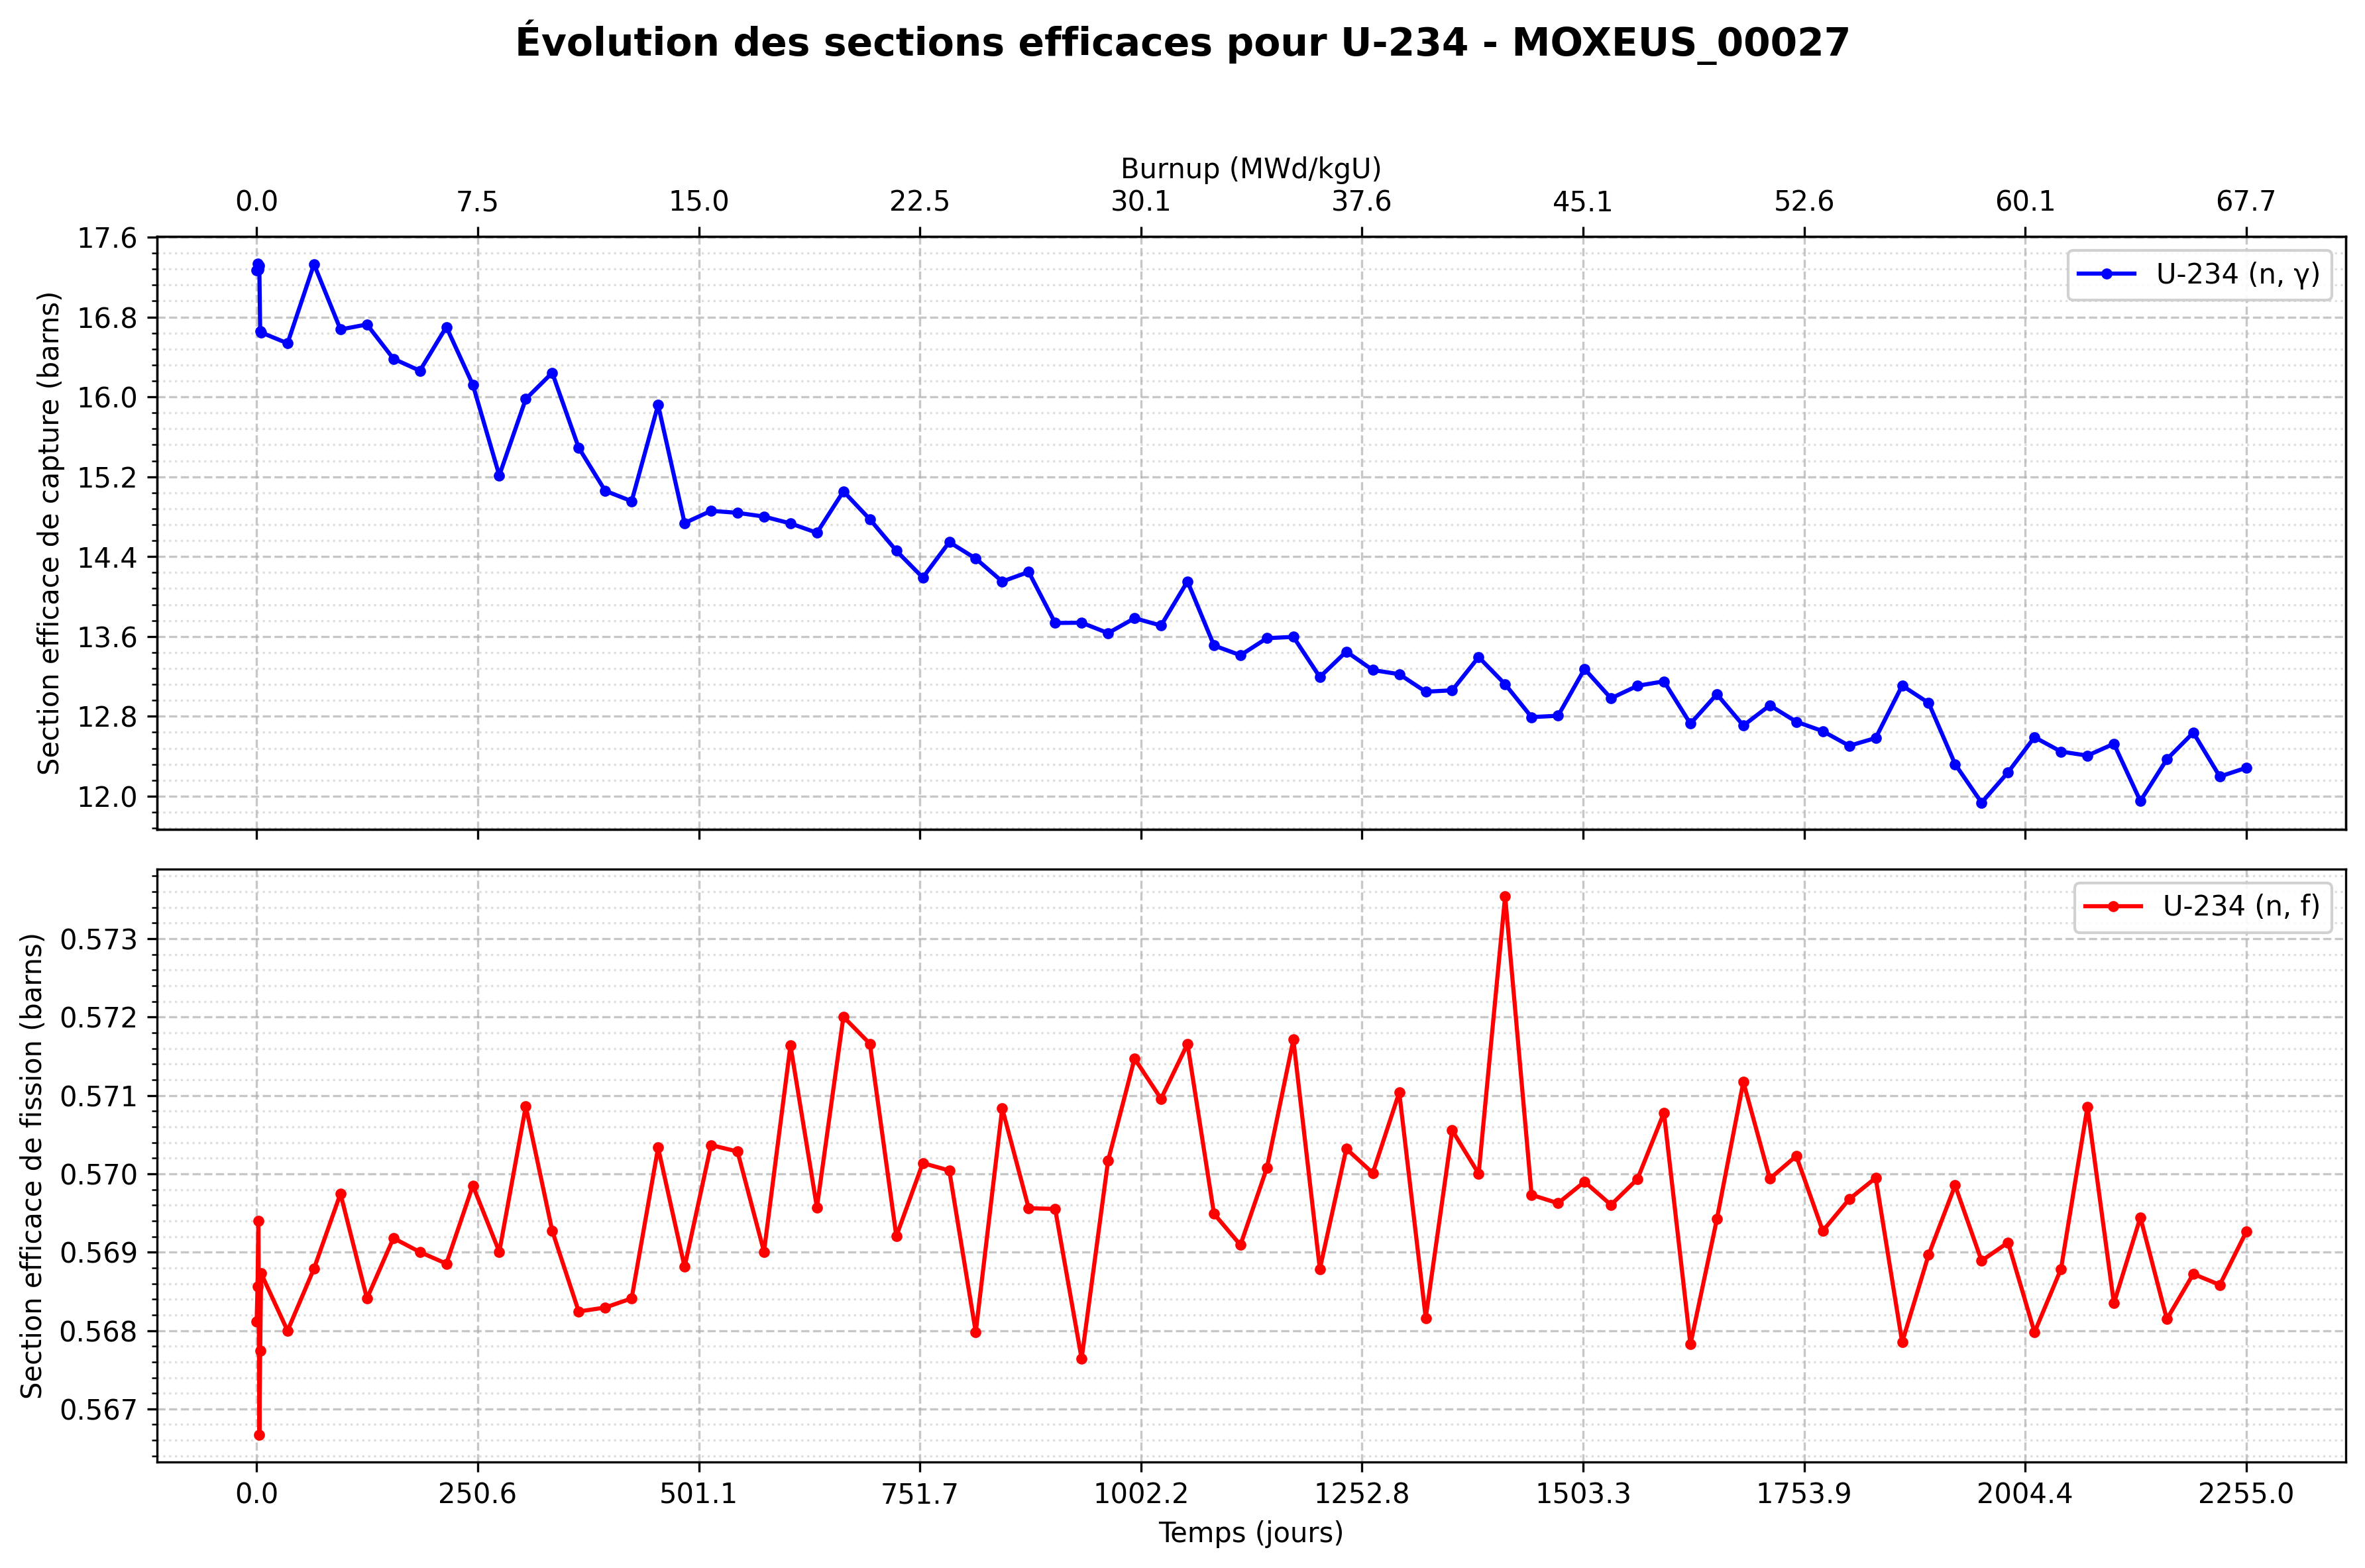 Évolution des sections efficaces pour U-234 - MOXEUS_00027
Burnup (MWd/kgU)
0.0 7.5 15.0 22.5 30.1 37.6 45.1 52.6 60.1 67.7
Section efficace de capture (barns)
17.6
16.8
16.0
15.2
14.4
13.6
12.8
12.0
U-234 (n, γ)
Section efficace de fission (barns)
0.573
0.572
0.571
0.570
0.569
0.568
0.567
U-234 (n, f)
0.0 250.6 501.1 751.7 1002.2 1252.8 1503.3 1753.9 2004.4 2255.0
Temps (jours)